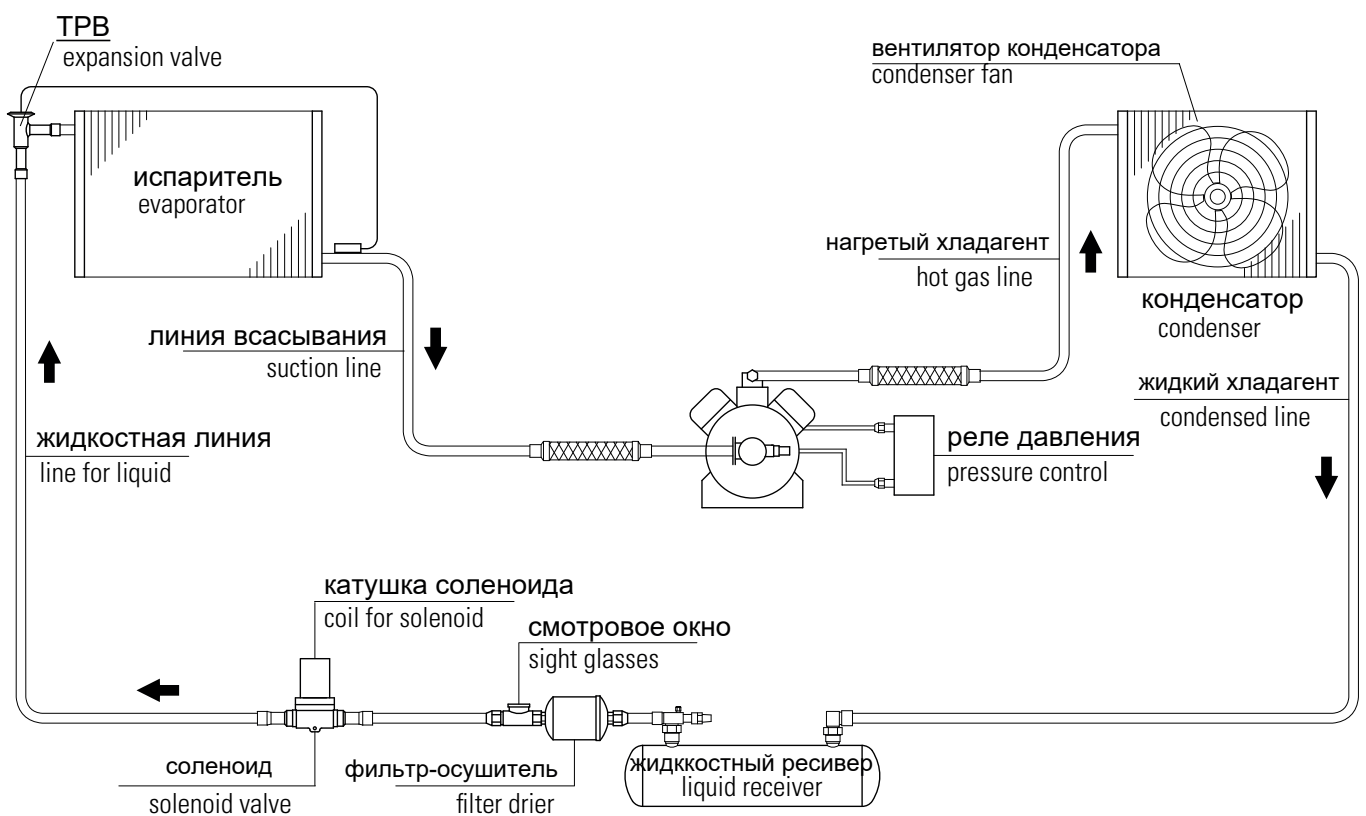 ТРВ
expansion valve
вентилятор конденсатора
condenser fan
испаритель
evaporator
нагретый хладагент
hot gas line
конденсатор
condenser
линия всасывания
suction line
жидкий хладагент
condensed line
жидкостная линия
line for liquid
реле давления
pressure control
катушка соленоида
coil for solenoid
смотровое окно
sight glasses
соленоид
solenoid valve
фильтр-осушитель
filter drier
жидккостный ресивер
liquid receiver